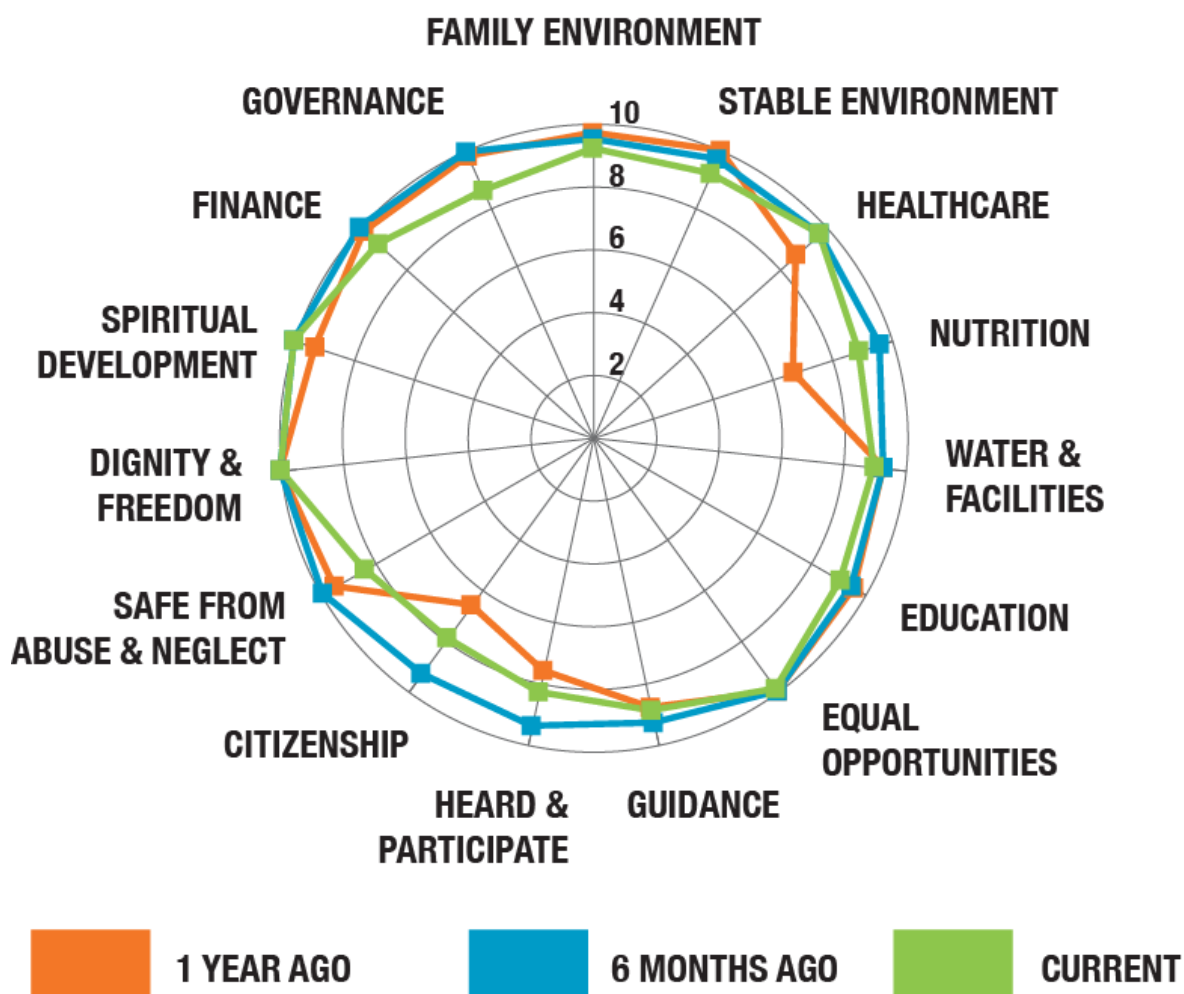 FAMILY ENVIRONMENT
GOVERNANCE
STABLE ENVIRONMENT
10
FINANCE
8
HEALTHCARE
6
SPIRITUAL
DEVELOPMENT
4
NUTRITION
2
DIGNITY &
FREEDOM
WATER &
FACILITIES
SAFE FROM
ABUSE & NEGLECT
EDUCATION
CITIZENSHIP
EQUAL
OPPORTUNITIES
HEARD &
PARTICIPATE
GUIDANCE
1 YEAR AGO
6 MONTHS AGO
CURRENT